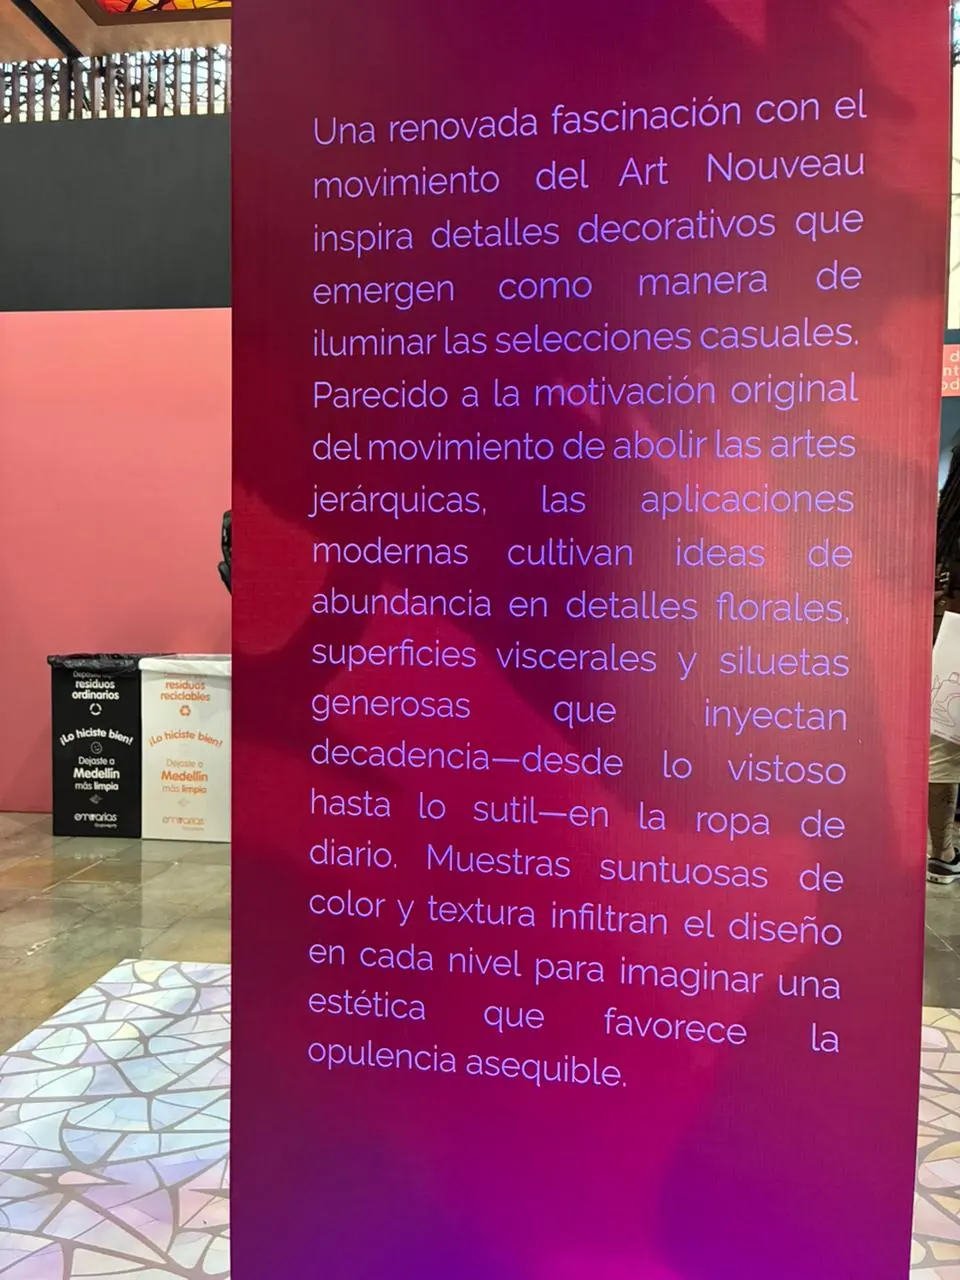 Una renovada fascinación con el
movimiento del Art Nouveau
inspira detalles decorativos que
emergen como manera de
iluminar las selecciones casuales.
Parecido a la motivación original
del movimiento de abolir las artes
jerárquicas, las aplicaciones
modernas cultivan ideas de
abundancia en detalles florales,
superficies viscerales y siluetas
generosas que inyectan
decadencia—desde lo vistoso
hasta lo sutil—en la ropa de
diario. Muestras suntuosas de
color y textura infiltran el diseño
en cada nivel para imaginar una
estética que favorece la
opulencia asequible.
residuos
ordinarios
¡Lo hiciste bien!
Dejaste a
Medellín
más limpia
emvarias
residuos
reciclables
¡Lo hiciste bien!
Dejaste a
Medellín
más limpia
emvarias